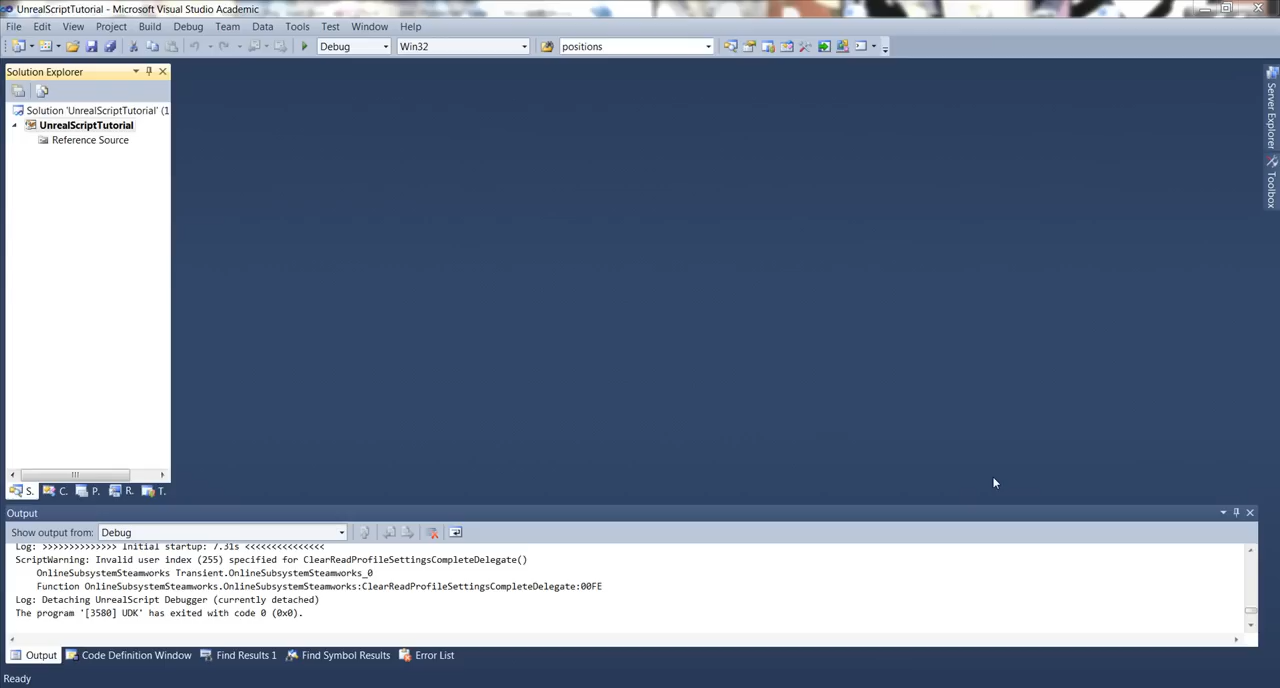 UnrealScriptTutorial - Microsoft Visual Studio Academic
File Edit View Project Build Debug Team Data Tools Test Window Help
Debug Win32 positions
Solution Explorer
Solution 'UnrealScriptTutorial' (1
UnrealScriptTutorial
Reference Source
Server Explorer
Toolbox
S. C. P. R. T.
Output
Show output from: Debug
Log: >>>>>>>>>>>>>> Initial startup: 7.31s <<<<<<<<<<<<<<<
ScriptWarning: Invalid user index (255) specified for ClearReadProfileSettingsCompleteDelegate()
OnlineSubsystemSteamworks Transient.OnlineSubsystemSteamworks_0
Function OnlineSubsystemSteamworks.OnlineSubsystemSteamworks:ClearReadProfileSettingsCompleteDelegate:00FE
Log: Detaching UnrealScript Debugger (currently detached)
The program '[3580] UDK' has exited with code 0 (0x0).
Output Code Definition Window Find Results 1 Find Symbol Results Error List
Ready